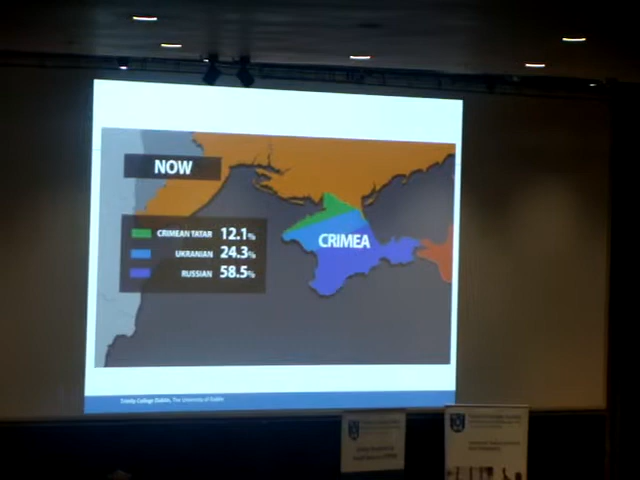 NOW
CRIMEAN TATAR 12.1%
UKRANIAN 24.3%
RUSSIAN 58.5%
CRIMEA
Trinity College Dublin, The University of Dublin